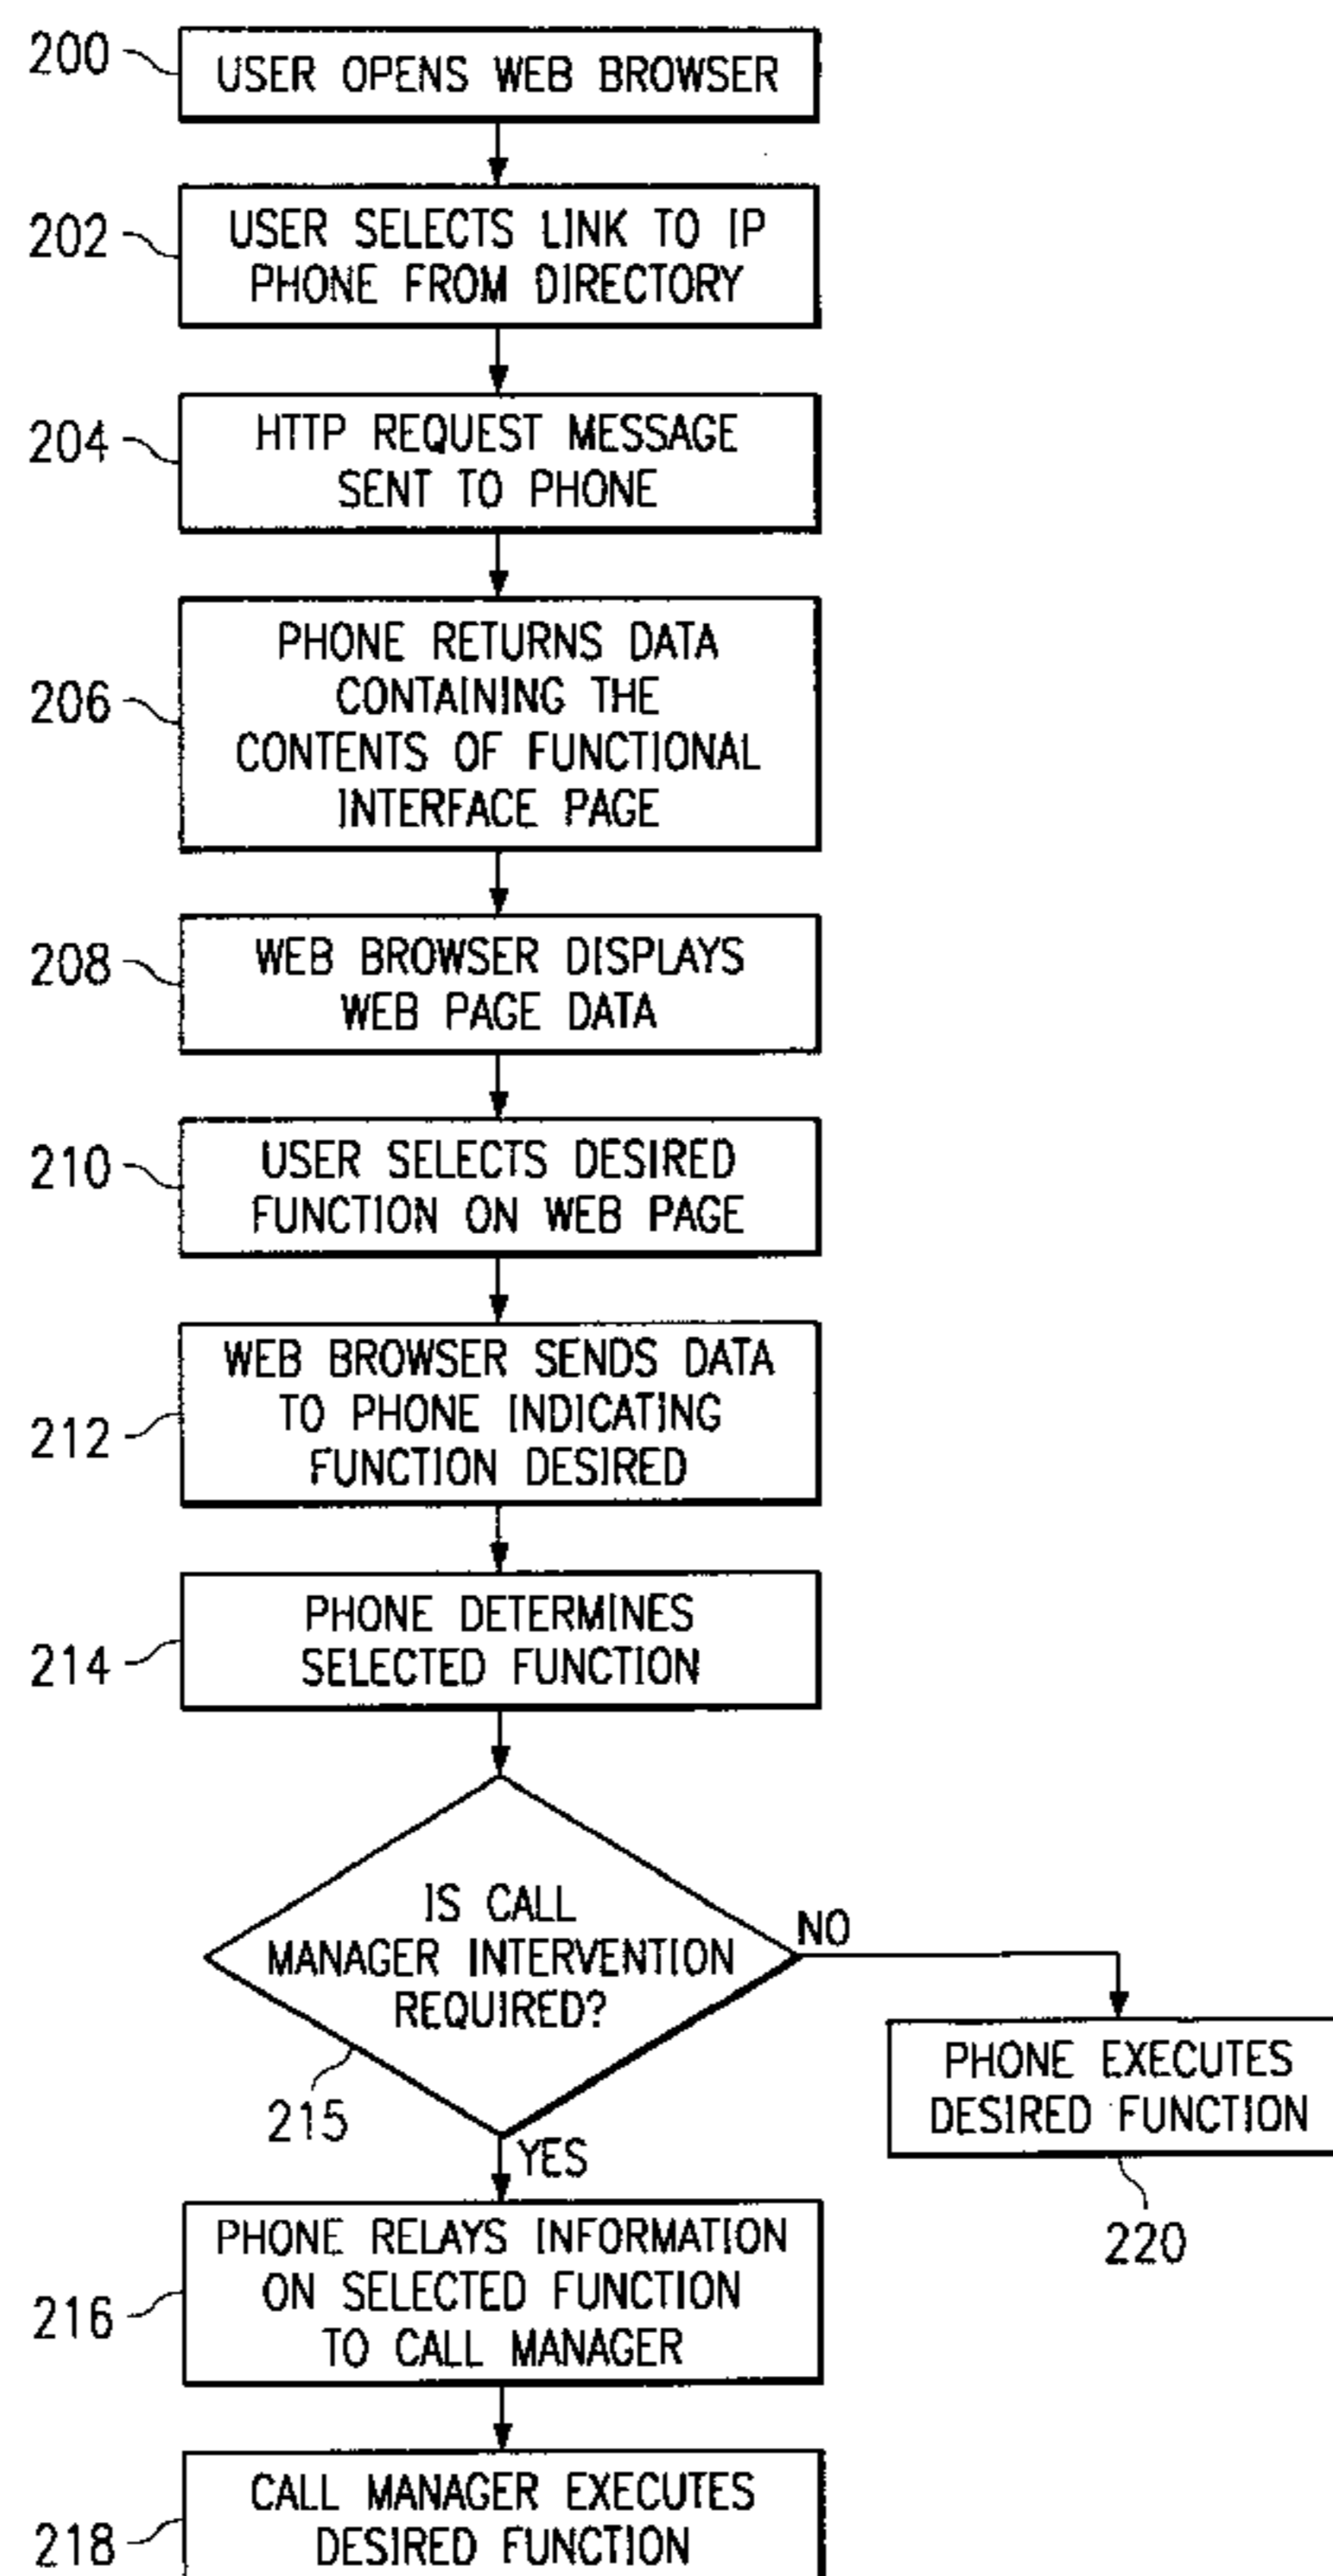 200
USER OPENS WEB BROWSER
202
USER SELECTS LINK TO IP
PHONE FROM DIRECTORY
204
HTTP REQUEST MESSAGE
SENT TO PHONE
206
PHONE RETURNS DATA
CONTAINING THE
CONTENTS OF FUNCTIONAL
INTERFACE PAGE
208
WEB BROWSER DISPLAYS
WEB PAGE DATA
210
USER SELECTS DESIRED
FUNCTION ON WEB PAGE
212
WEB BROWSER SENDS DATA
TO PHONE INDICATING
FUNCTION DESIRED
214
PHONE DETERMINES
SELECTED FUNCTION
IS CALL
MANAGER INTERVENTION
REQUIRED?
215
NO
PHONE EXECUTES
DESIRED FUNCTION
220
YES
216
PHONE RELAYS INFORMATION
ON SELECTED FUNCTION
TO CALL MANAGER
218
CALL MANAGER EXECUTES
DESIRED FUNCTION